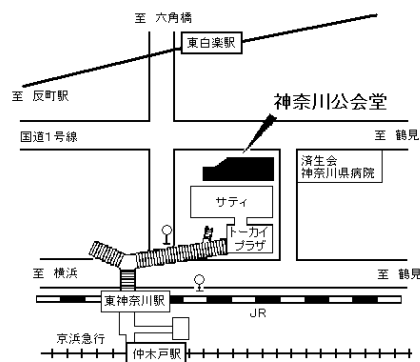 至 六角橋
東白楽駅
至 反町駅
神奈川公会堂
国道1号線
至 鶴見
済生会
神奈川県病院
サティ
トーカイ
プラザ
至 横浜
至 鶴見
東神奈川駅
JR
京浜急行
仲木戸駅